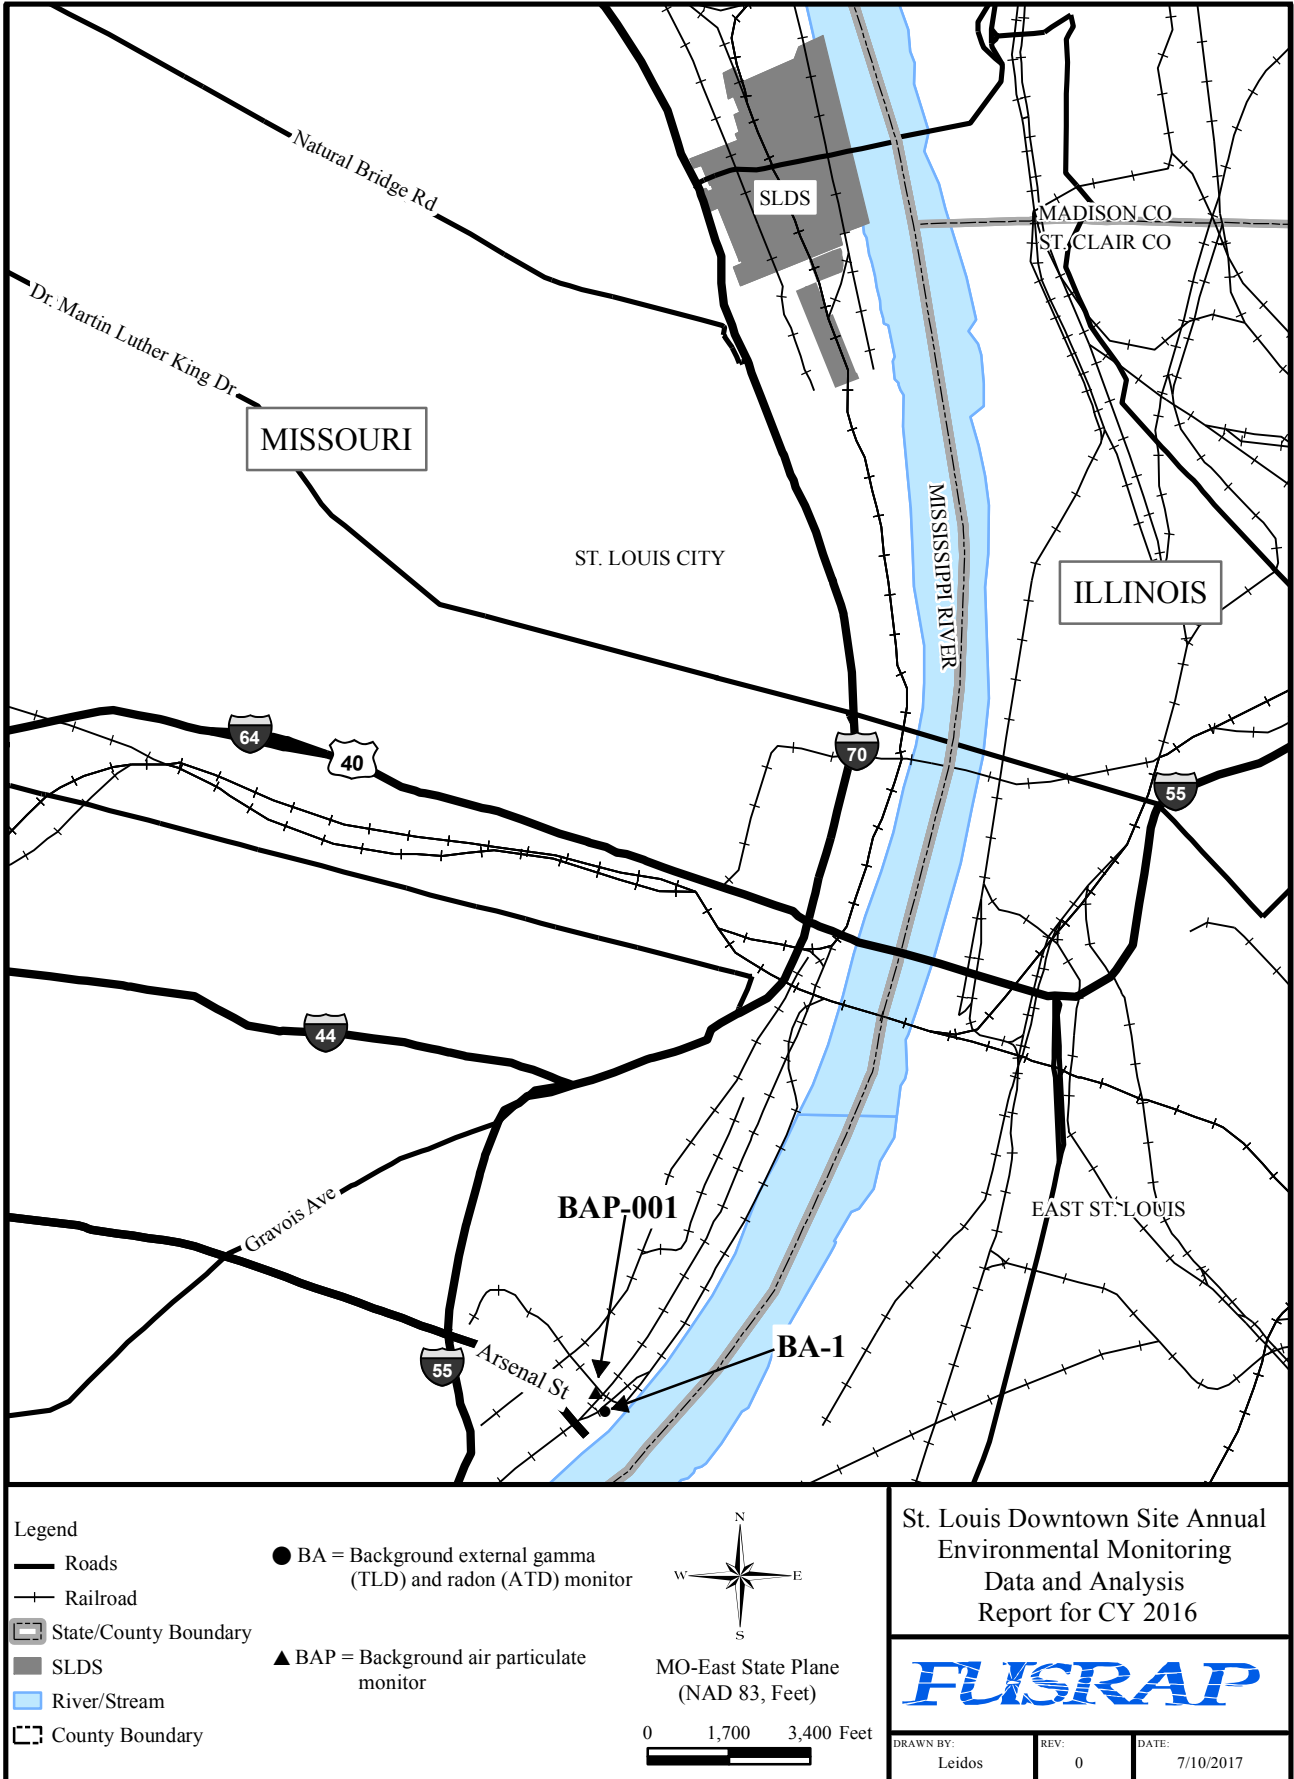 Natural Bridge Rd
SLDS
MADISON CO
ST. CLAIR CO
Dr. Martin Luther King Dr
MISSOURI
MISSISSIPPI RIVER
ST. LOUIS CITY
ILLINOIS
64
40
70
55
44
BAP-001
EAST ST. LOUIS
Gravois Ave
BA-1
Arsenal St
55
Legend
Roads
Railroad
State/County Boundary
SLDS
River/Stream
County Boundary
BA = Background external gamma
(TLD) and radon (ATD) monitor
BAP = Background air particulate
monitor
N
W
E
S
MO-East State Plane
(NAD 83, Feet)
0 1,700 3,400 Feet
St. Louis Downtown Site Annual
Environmental Monitoring
Data and Analysis
Report for CY 2016
FUSRAP
DRAWN BY:
Leidos
REV:
0
DATE:
7/10/2017